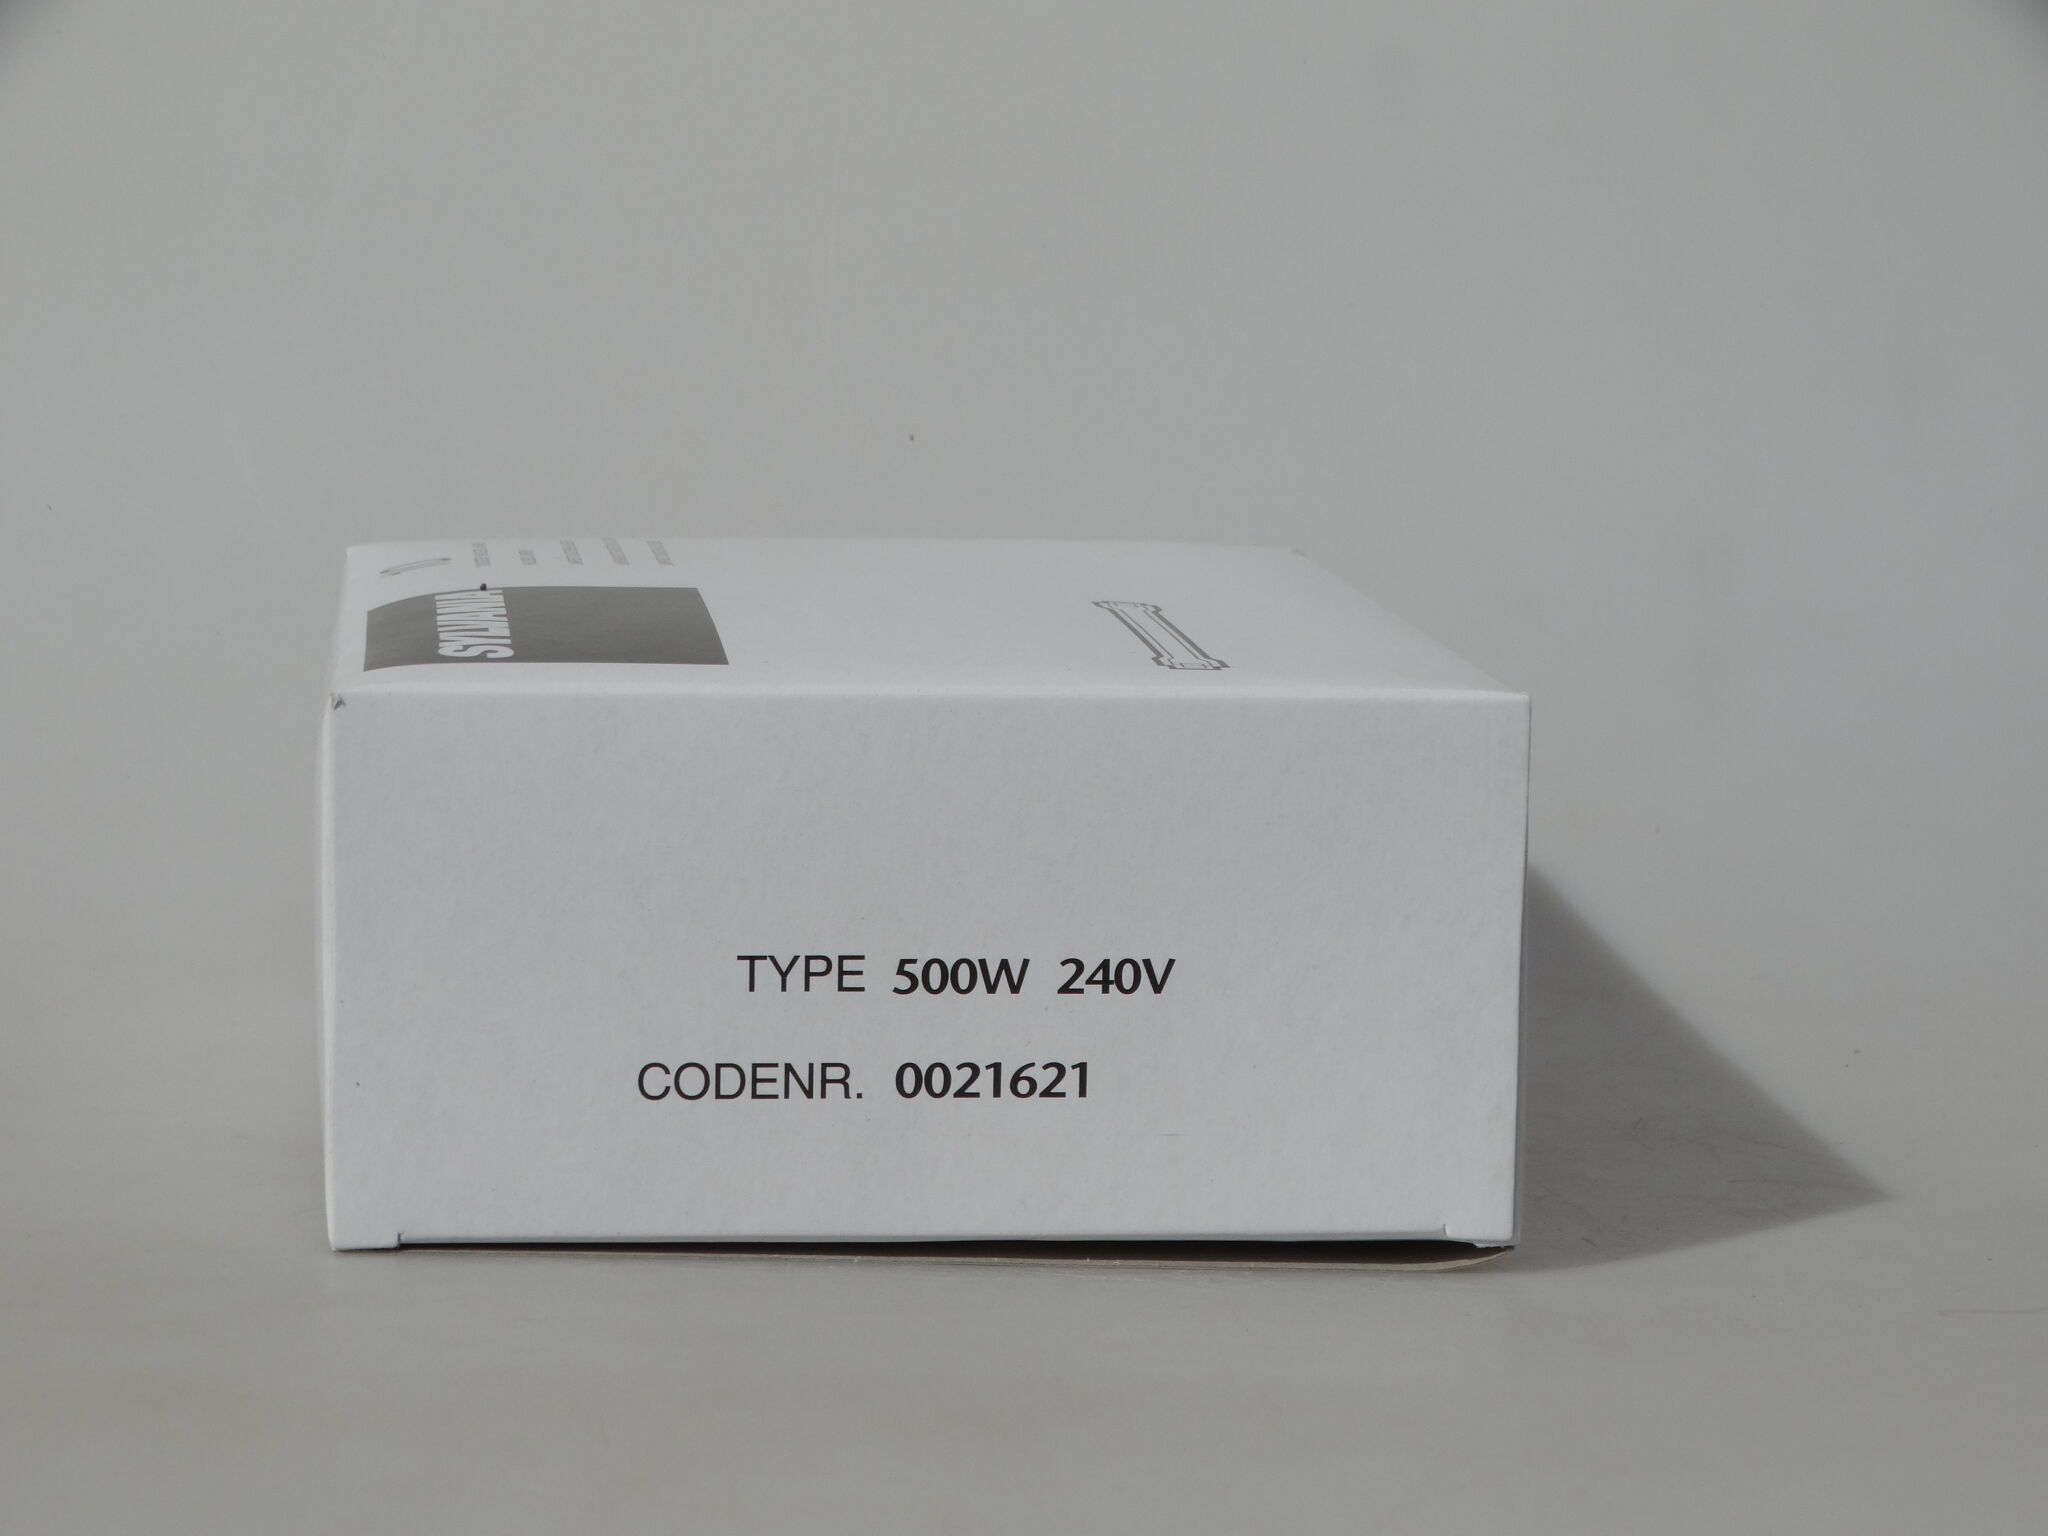 SYLVANIA
TYPE 500W 240V
CODENR. 0021621